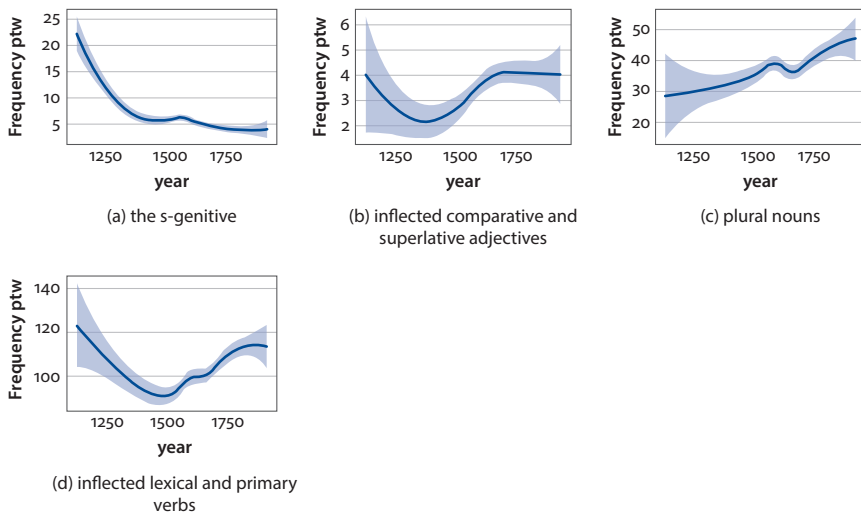 Frequency ptw
25
20
15
10
5
1250 1500 1750
year
(a) the s-genitive
Frequency ptw
6
5
4
3
2
1250 1500 1750
year
(b) inflected comparative and
superlative adjectives
Frequency ptw
50
40
30
20
1250 1500 1750
year
(c) plural nouns
Frequency ptw
140
120
100
1250 1500 1750
year
(d) inflected lexical and primary
verbs